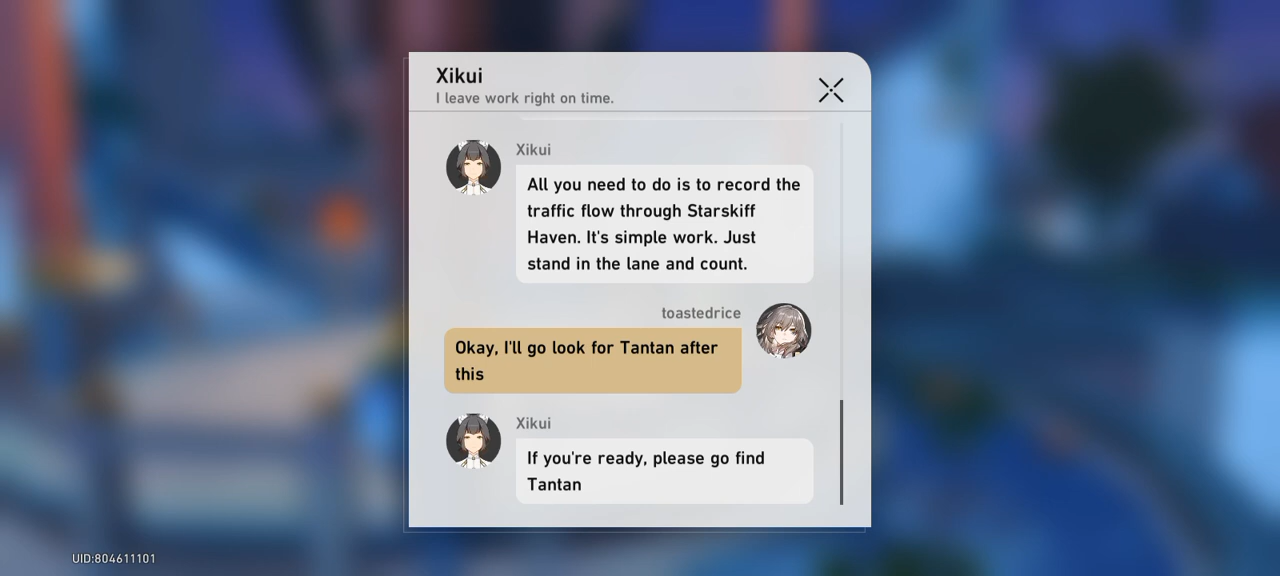 Xikui
I leave work right on time.
Xikui
All you need to do is to record the
traffic flow through Starskiff
Haven. It's simple work. Just
stand in the lane and count.
toastedrice
Okay, I'll go look for Tantan after
this
Xikui
If you're ready, please go find
Tantan
UID:804611101